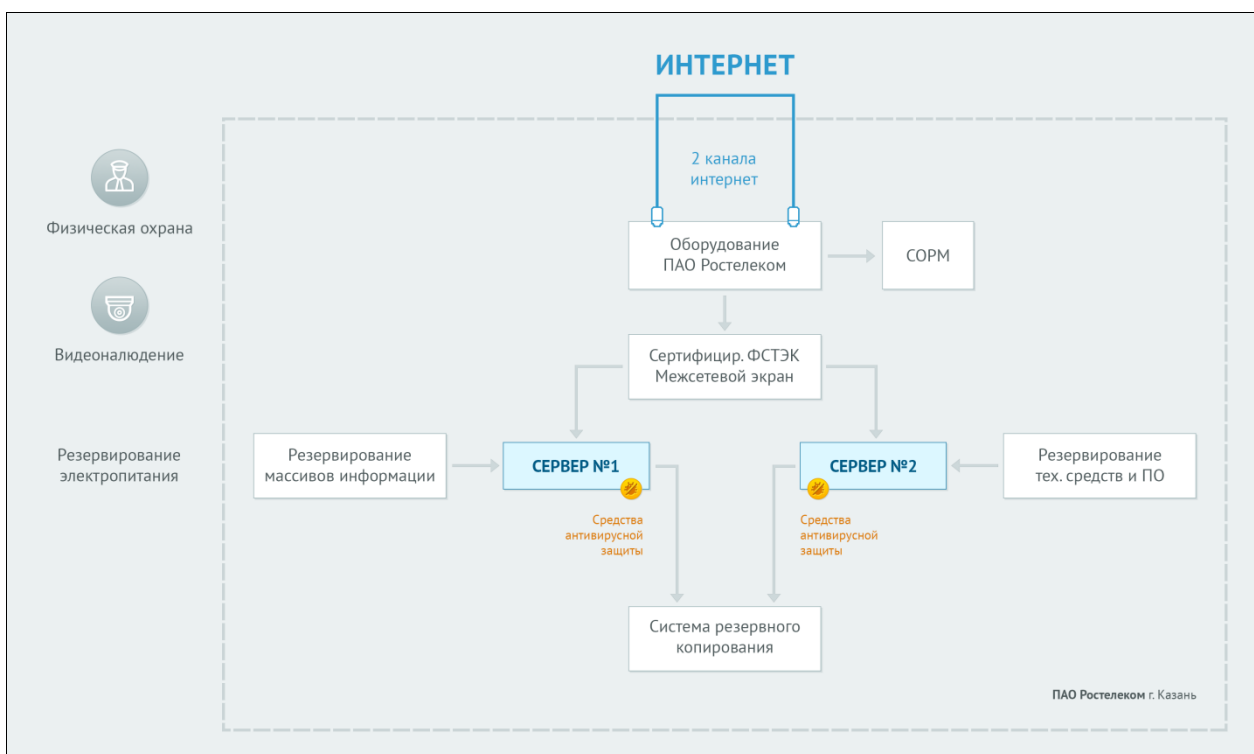 ИНТЕРНЕТ
2 канала
интернет
Физическая охрана
Оборудование
ПАО Ростелеком
СОРМ
Видеоналюдение
Сертифицир. ФСТЭК
Межсетевой экран
Резервирование
электропитания
Резервирование
массивов информации
СЕРВЕР №1
СЕРВЕР №2
Резервирование
тех. средств и ПО
Средства
антивирусной
защиты
Средства
антивирусной
защиты
Система резервного
копирования
ПАО Ростелеком г. Казань